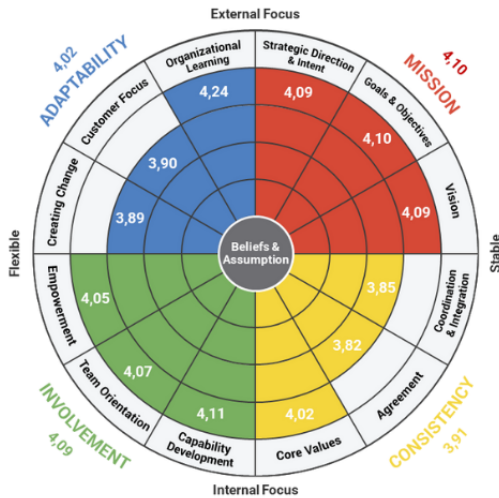 External Focus
4,02
ADAPTABILITY
Organizational
Learning
Strategic Direction
& Intent
4,10
MISSION
Customer Focus
4,24
4,09
Goals & Objectives
4,10
Creating Change
3,90
3,89
4,09
Vision
Flexible
Beliefs &
Assumption
Stable
Empowerment
4,05
3,85
Coordination
& Integration
Team Orientation
4,07
3,82
Agreement
4,11
4,02
Capability
Development
Core Values
INVOLVEMENT
4,09
CONSISTENCY
3,91
Internal Focus